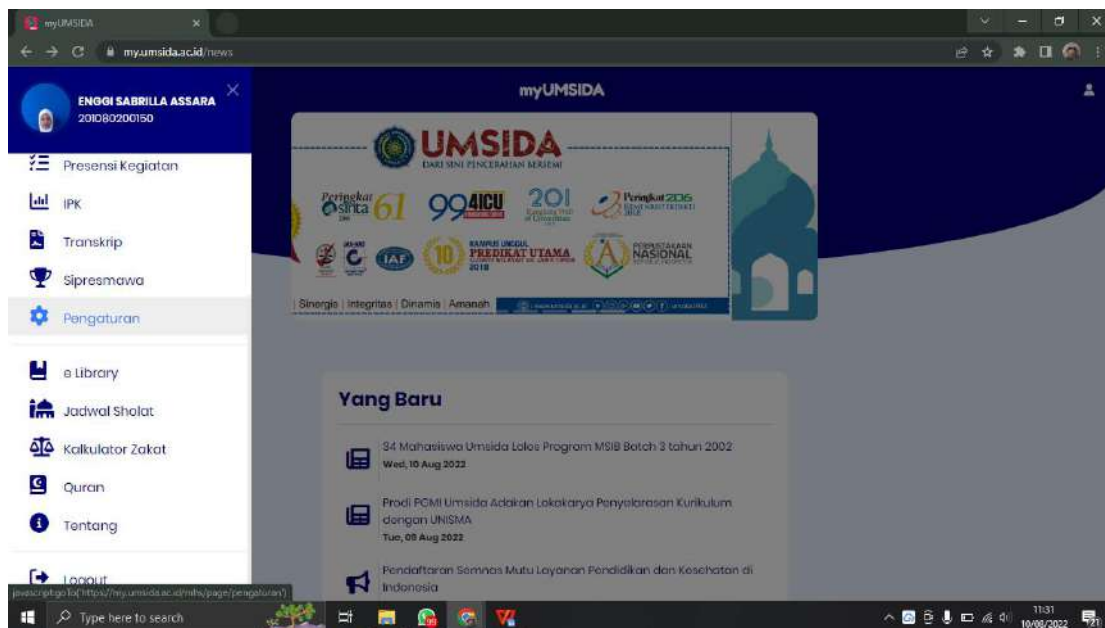 myUMSIDA
my.umsida.ac.id/news
ENGGI SABRILLA ASSARA
201080200150
Presensi Kegiatan
IPK
Transkrip
Sipresmawa
Pengaturan
e Library
Jadwal Sholat
Kalkulator Zakat
Quran
Tentang
Logout
javascript:goTo('https://my.umsida.ac.id/mhs/page/pengaturan')
myUMSIDA
UMSIDA
DARI SINI PENCERAHAN BERSEMI
Peringkat
Sinta 61
99 4ICU
201
Peringkat 206
IAF
10
KAMPUS UNGGUL
PREDIKAT UTAMA
2018
PERPUSTAKAAN
NASIONAL
| Sinergis | Integritas | Dinamis | Amanah
Yang Baru
34 Mahasiswa Umsida Lolos Program MSIB Batch 3 tahun 2002
Wed, 10 Aug 2022
Prodi PGMI Umsida Adakan Lokakarya Penyelarasan Kurikulum
dengan UNISMA
Tue, 09 Aug 2022
Pendaftaran Semnas Mutu Layanan Pendidikan dan Kesehatan di
Indonesia
Type here to search
11:31
10/08/2022